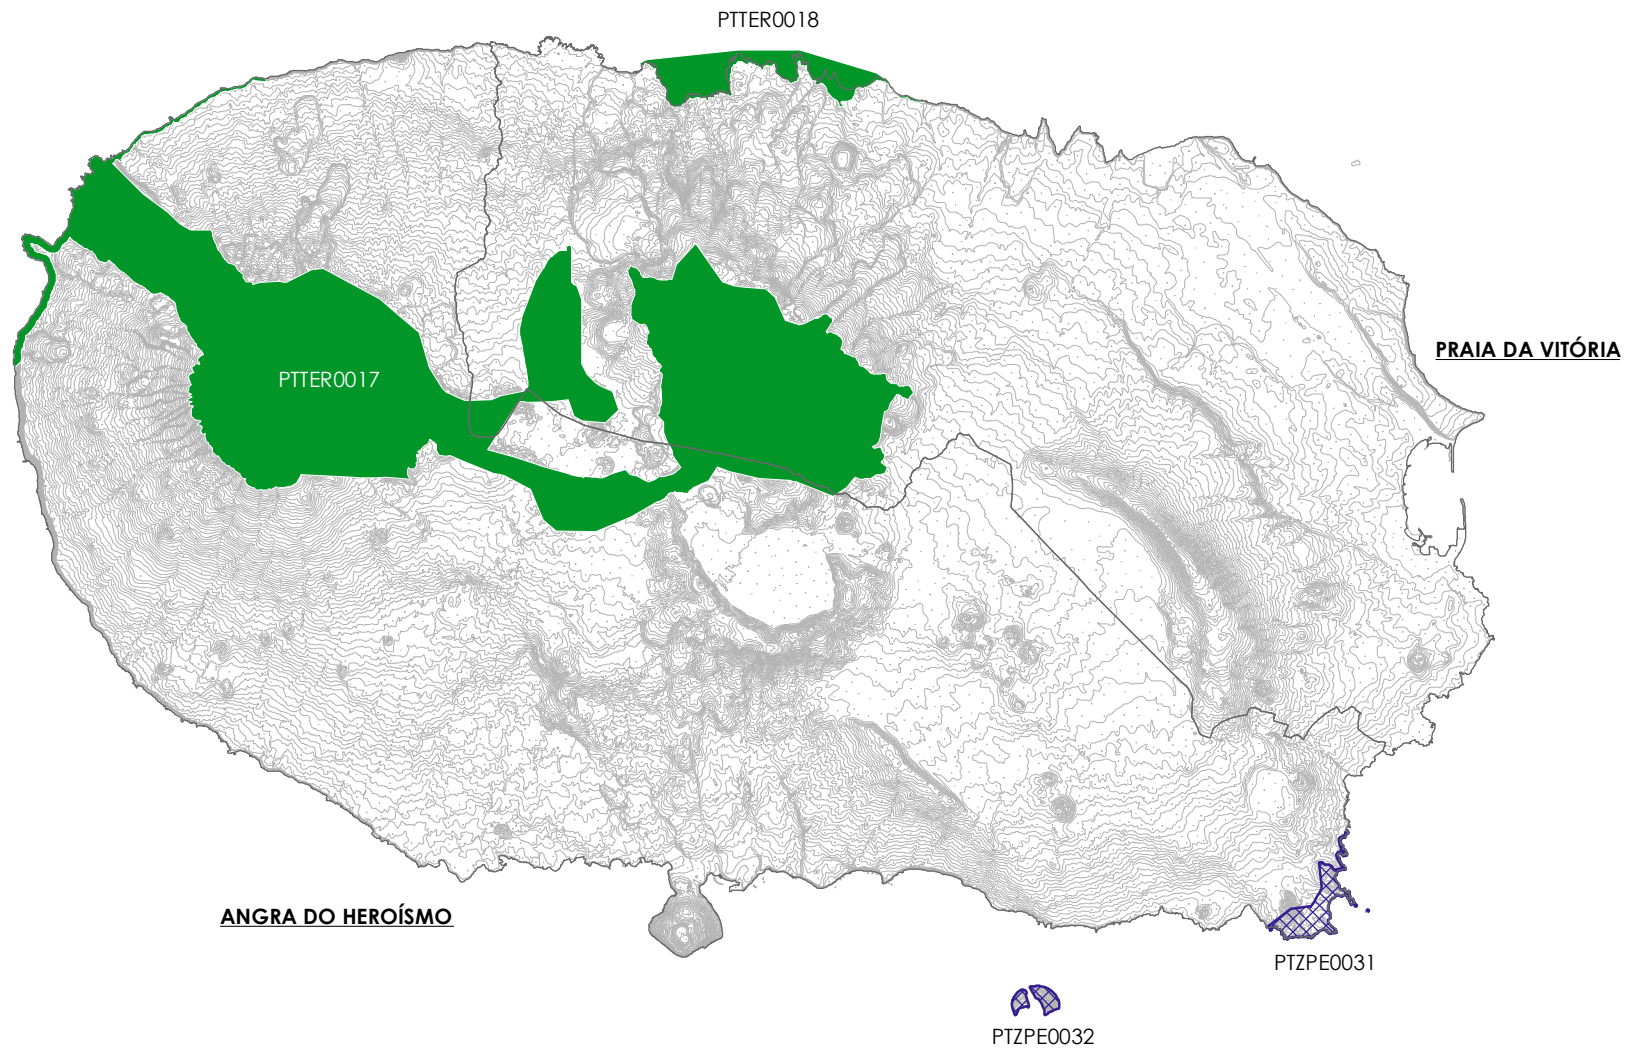 PTTER0018
PRAIA DA VITÓRIA
PTTER0017
ANGRA DO HEROÍSMO
PTZPE0031
PTZPE0032